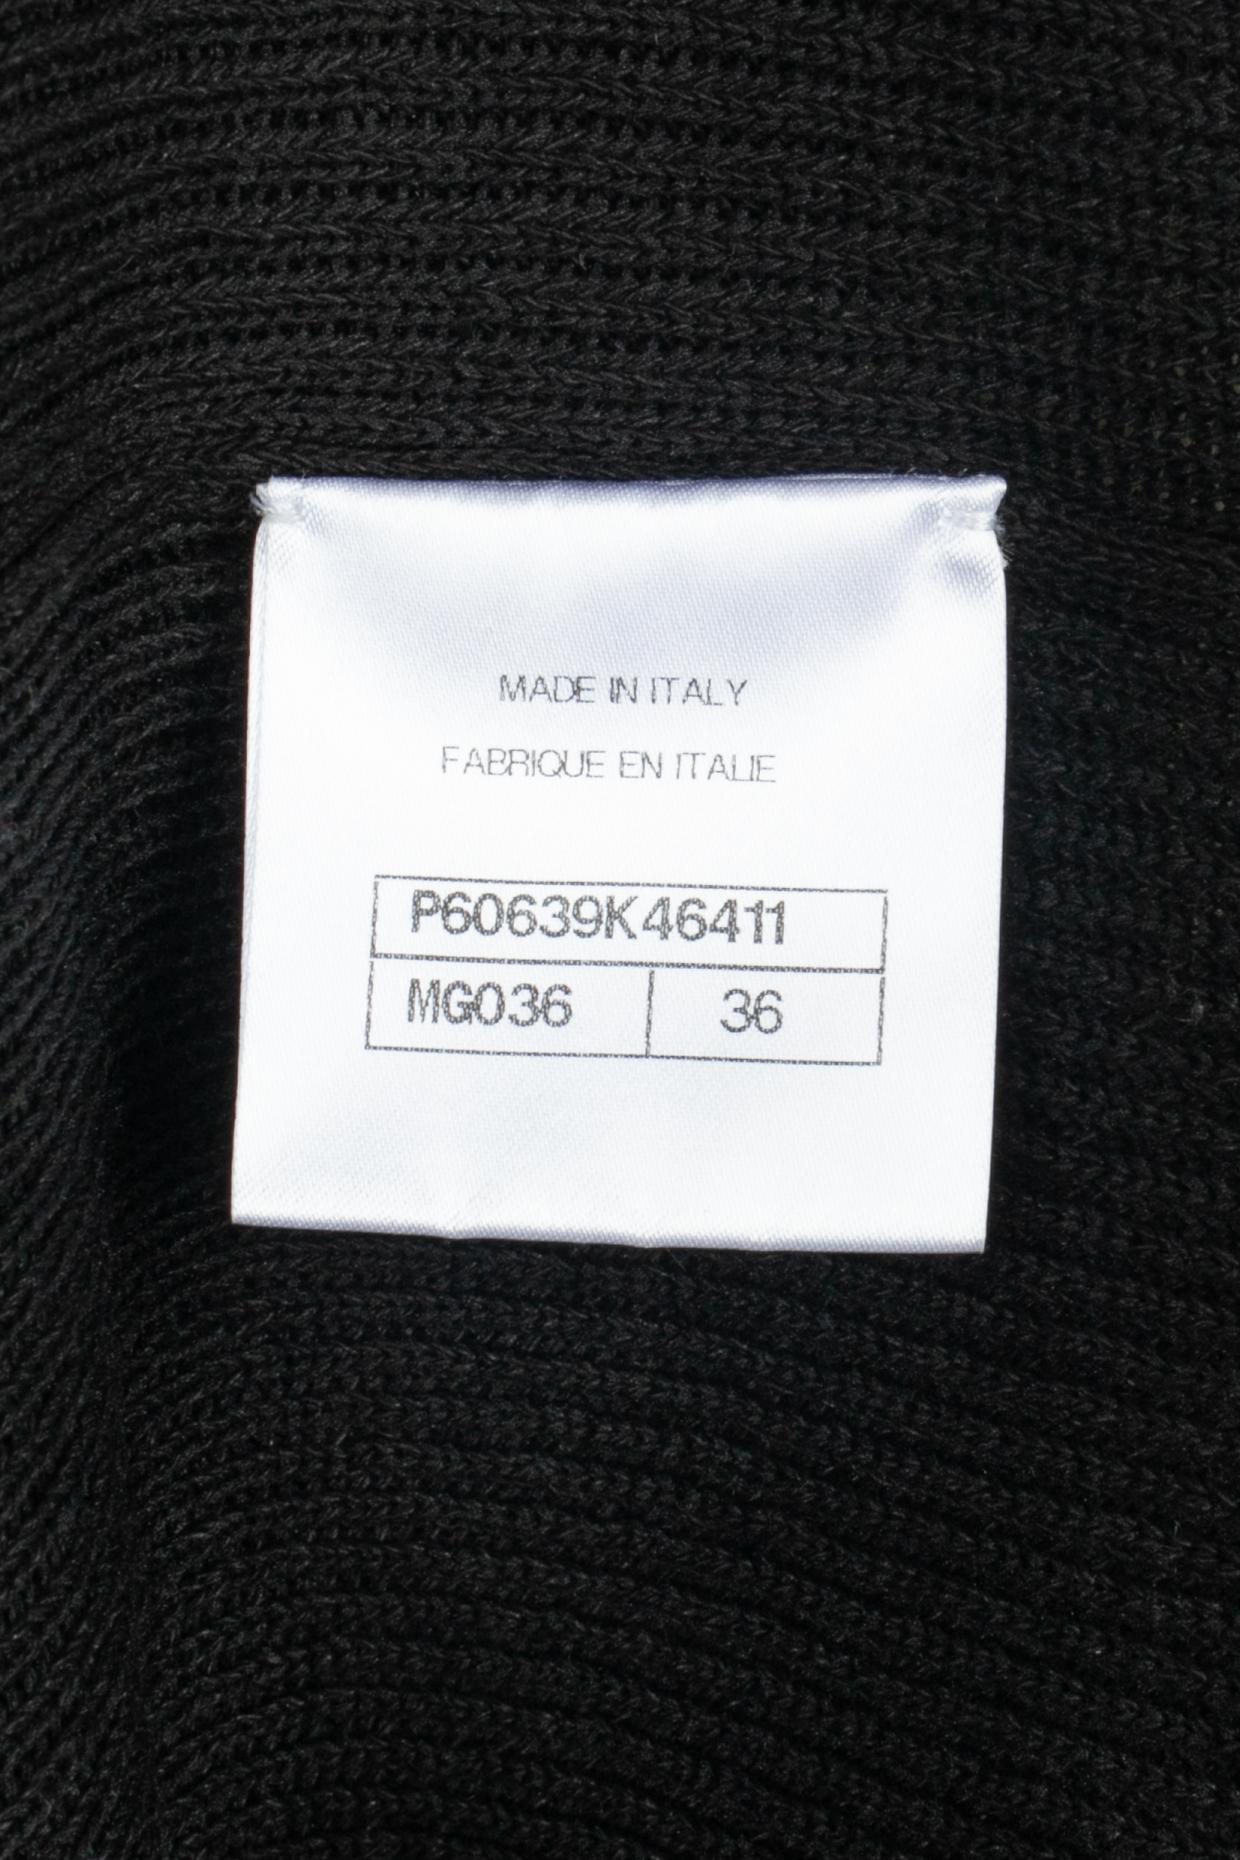 MADE IN ITALY
FABRIQUE EN ITALIE
P60639K46411
MG036 36